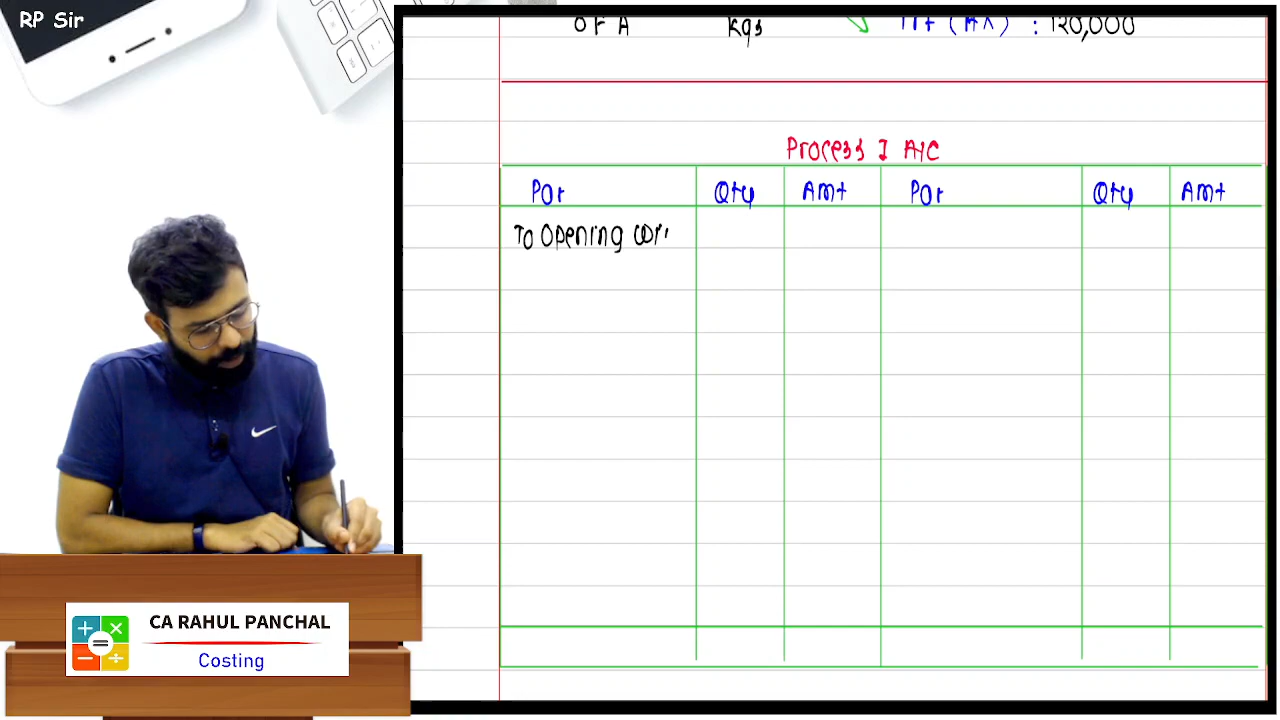 RP Sir
OF A kgs : 120,000
Process I A/C
Par Qty Amt Par Qty Amt
To Opening WI
CA RAHUL PANCHAL
Costing